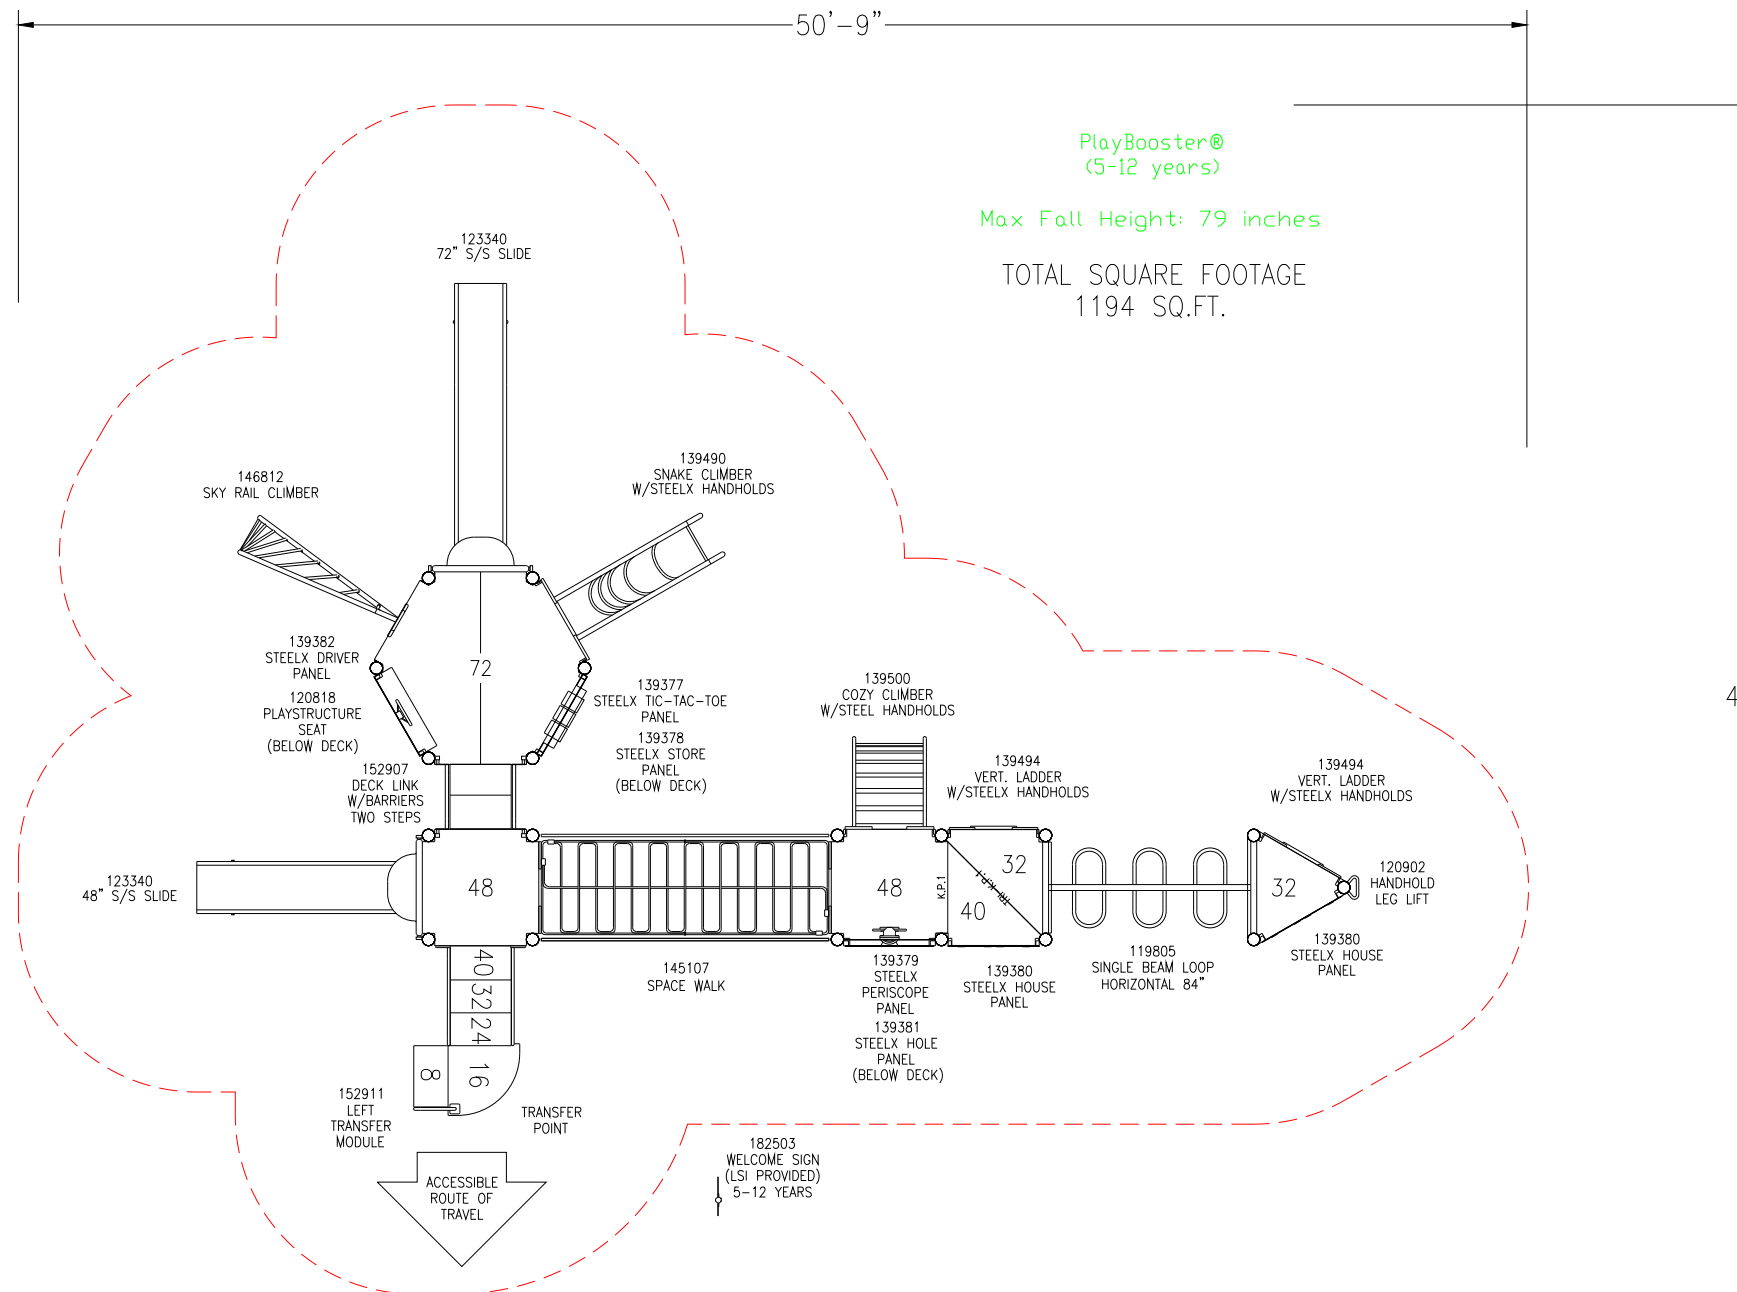 50'-9"
PlayBooster®
(5-12 years)
Max Fall Height: 79 inches
TOTAL SQUARE FOOTAGE
1194 SQ.FT.
123340
72" S/S SLIDE
146812
SKY RAIL CLIMBER
139490
SNAKE CLIMBER
W/STEELX HANDHOLDS
139382
STEELX DRIVER
PANEL
120818
PLAYSTRUCTURE
SEAT
(BELOW DECK)
72
139377
STEELX TIC-TAC-TOE
PANEL
139378
STEELX STORE
PANEL
(BELOW DECK)
152907
DECK LINK
W/BARRIERS
TWO STEPS
139500
COZY CLIMBER
W/STEEL HANDHOLDS
139494
VERT. LADDER
W/STEELX HANDHOLDS
139494
VERT. LADDER
W/STEELX HANDHOLDS
4
123340
48" S/S SLIDE
48
48
K.P.1
32
TRI K.P.1
40
32
120902
HANDHOLD
LEG LIFT
139380
STEELX HOUSE
PANEL
119805
SINGLE BEAM LOOP
HORIZONTAL 84"
139380
STEELX HOUSE
PANEL
139379
STEELX
PERISCOPE
PANEL
139381
STEELX HOLE
PANEL
(BELOW DECK)
145107
SPACE WALK
40
32
24
16
8
152911
LEFT
TRANSFER
MODULE
TRANSFER
POINT
ACCESSIBLE
ROUTE OF
TRAVEL
182503
WELCOME SIGN
(LSI PROVIDED)
5-12 YEARS